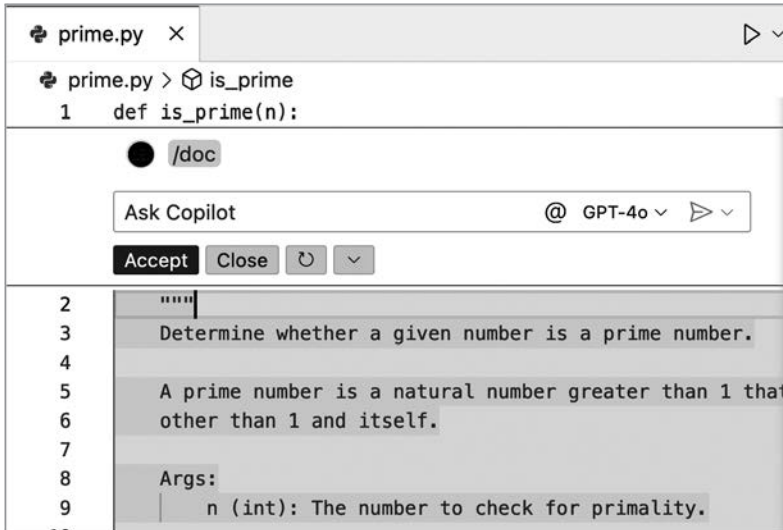 prime.py ×
prime.py > is_prime
1 def is_prime(n):
/doc
Ask Copilot @ GPT-4o
Accept Close
2 """
3 Determine whether a given number is a prime number.
4
5 A prime number is a natural number greater than 1 that
6 other than 1 and itself.
7
8 Args:
9 n (int): The number to check for primality.